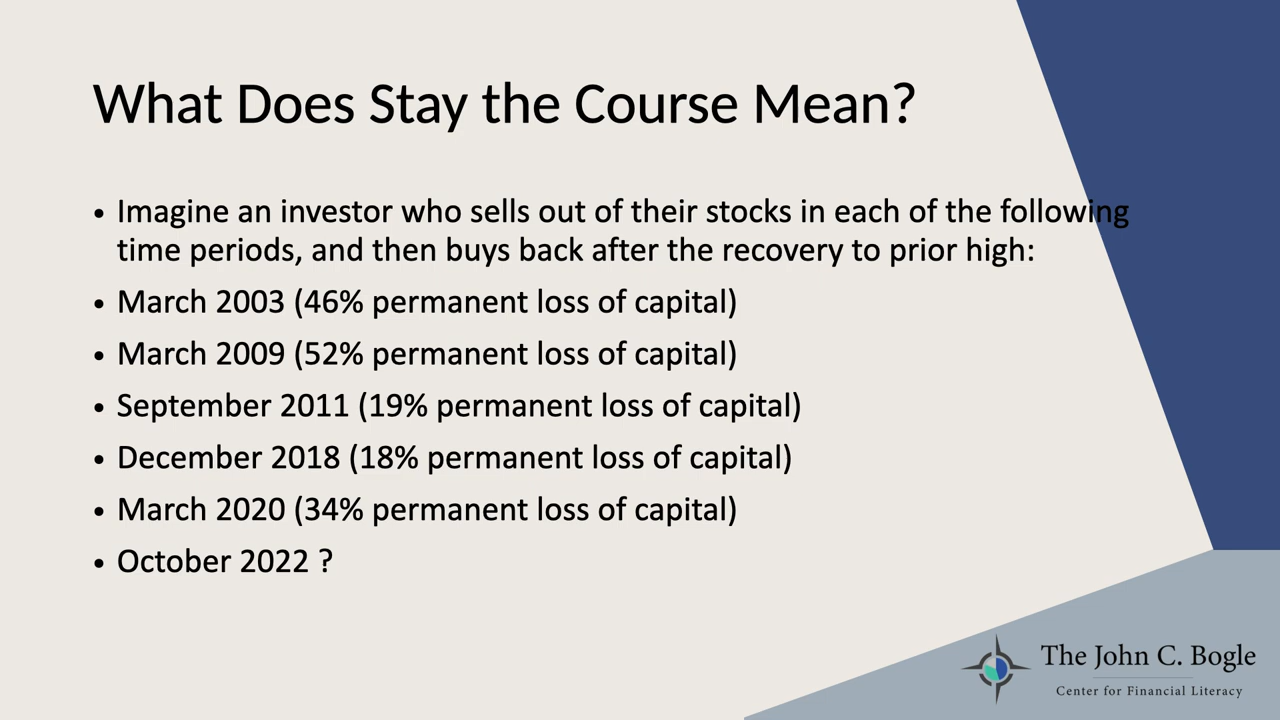 What Does Stay the Course Mean?
• Imagine an investor who sells out of their stocks in each of the following
time periods, and then buys back after the recovery to prior high:
• March 2003 (46% permanent loss of capital)
• March 2009 (52% permanent loss of capital)
• September 2011 (19% permanent loss of capital)
• December 2018 (18% permanent loss of capital)
• March 2020 (34% permanent loss of capital)
• October 2022 ?
The John C. Bogle
Center for Financial Literacy